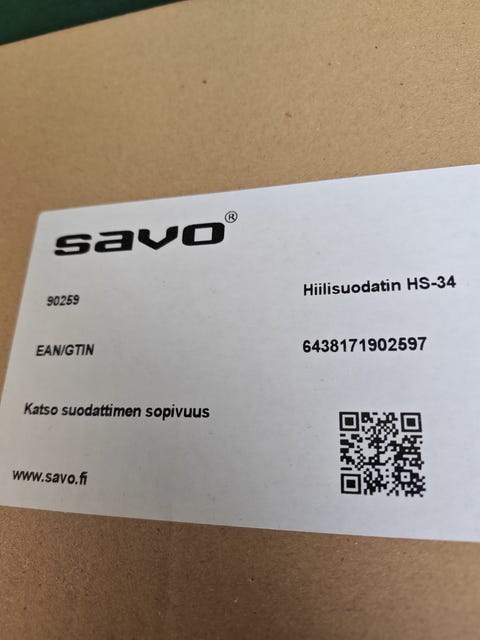 savo®
90259 Hiilisuodatin HS-34
EAN/GTIN 6438171902597
Katso suodattimen sopivuus
www.savo.fi